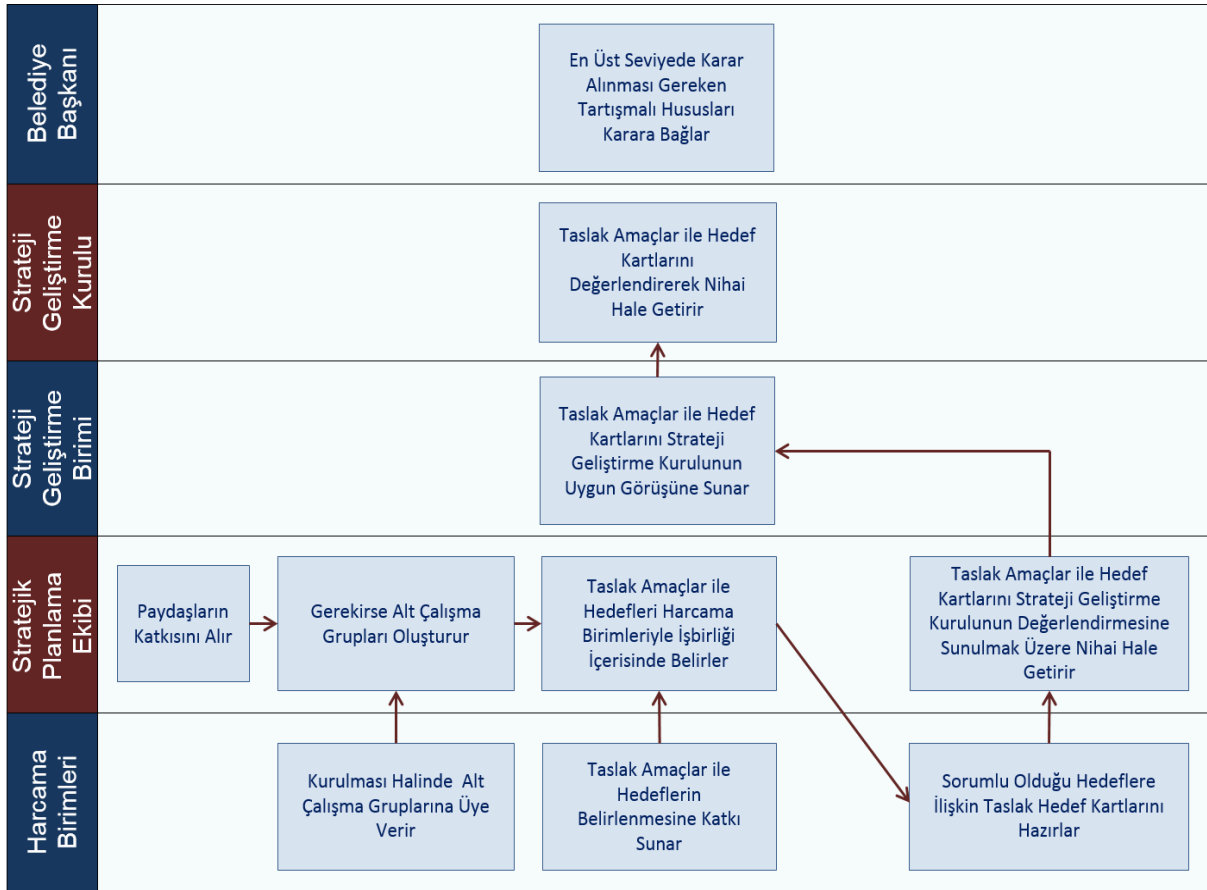 Belediye
Başkanı
En Üst Seviyede Karar
Alınması Gereken
Tartışmalı Hususları
Karara Bağlar
Strateji
Geliştirme
Kurulu
Taslak Amaçlar ile Hedef
Kartlarını
Değerlendirerek Nihai
Hale Getirir
Strateji
Geliştirme
Birimi
Taslak Amaçlar ile Hedef
Kartlarını Strateji
Geliştirme Kurulunun
Uygun Görüşüne Sunar
Stratejik
Planlama
Ekibi
Paydaşların
Katkısını Alır
Gerekirse Alt Çalışma
Grupları Oluşturur
Taslak Amaçlar ile
Hedefleri Harcama
Birimleriyle İşbirliği
İçerisinde Belirler
Taslak Amaçlar ile Hedef
Kartlarını Strateji Geliştirme
Kurulunun Değerlendirmesine
Sunulmak Üzere Nihai Hale
Getirir
Harcama
Birimleri
Kurulması Halinde Alt
Çalışma Gruplarına Üye
Verir
Taslak Amaçlar ile
Hedeflerin
Belirlenmesine Katkı
Sunar
Sorumlu Olduğu Hedeflere
İlişkin Taslak Hedef Kartlarını
Hazırlar